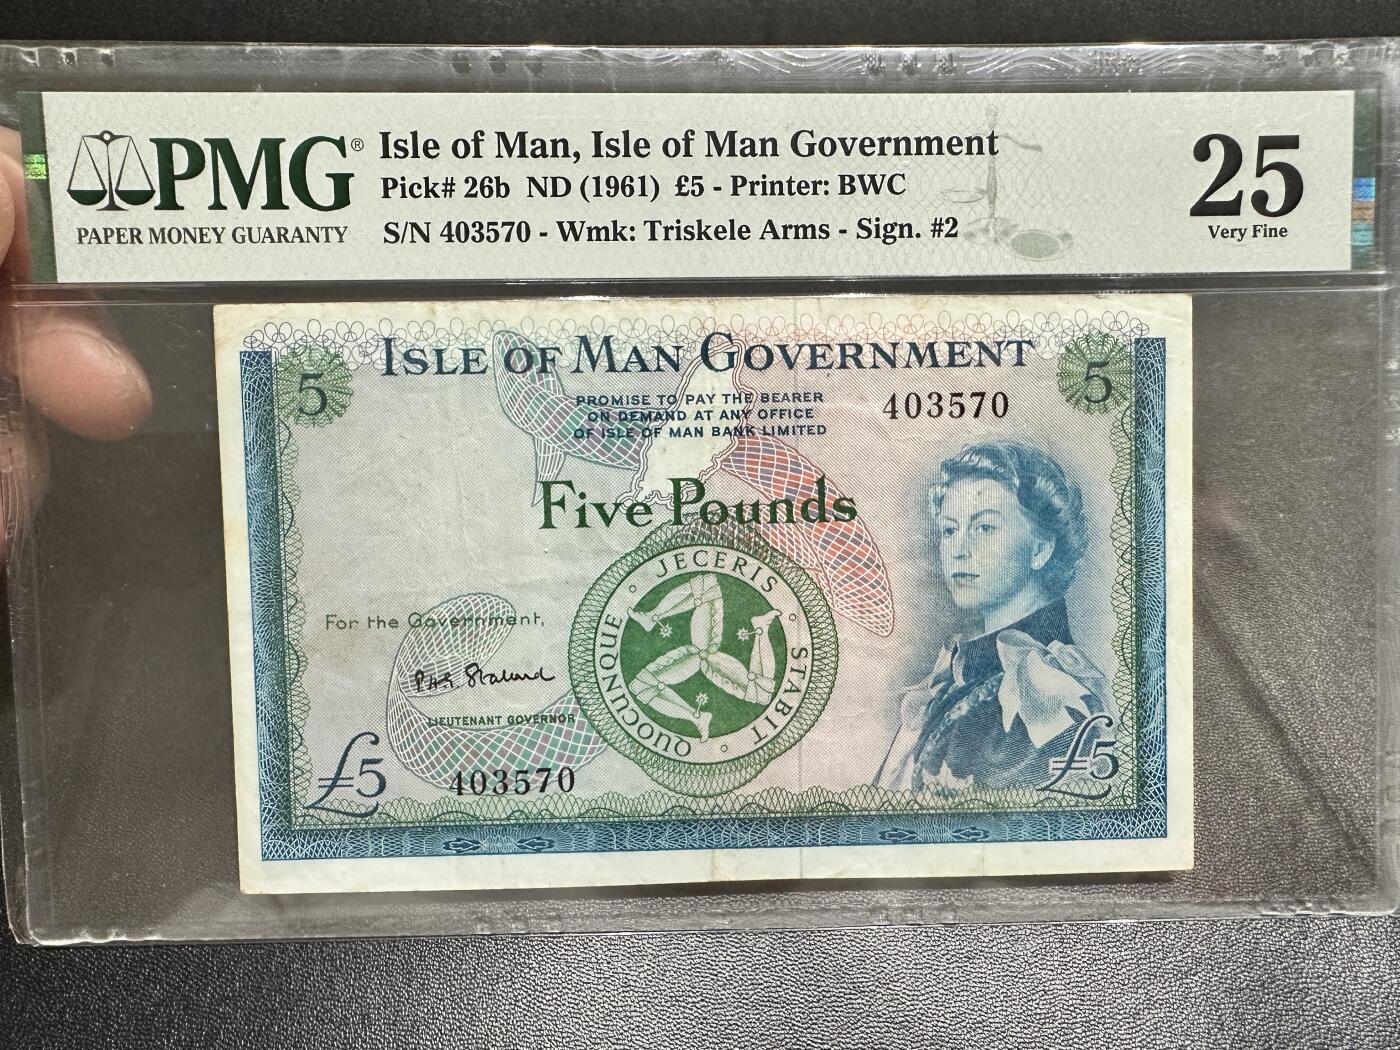 PMG®
PAPER MONEY GUARANTY
Isle of Man, Isle of Man Government
Pick# 26b ND (1961) £5 - Printer: BWC
S/N 403570 - Wmk: Triskele Arms - Sign. #2
25
Very Fine
5
ISLE OF MAN GOVERNMENT
5
PROMISE TO PAY THE BEARER
ON DEMAND AT ANY OFFICE
OF ISLE OF MAN BANK LIMITED
403570
Five Pounds
QUOCUNQUE JECERIS STABIT
For the Government,
LIEUTENANT GOVERNOR
£5
403570
£5